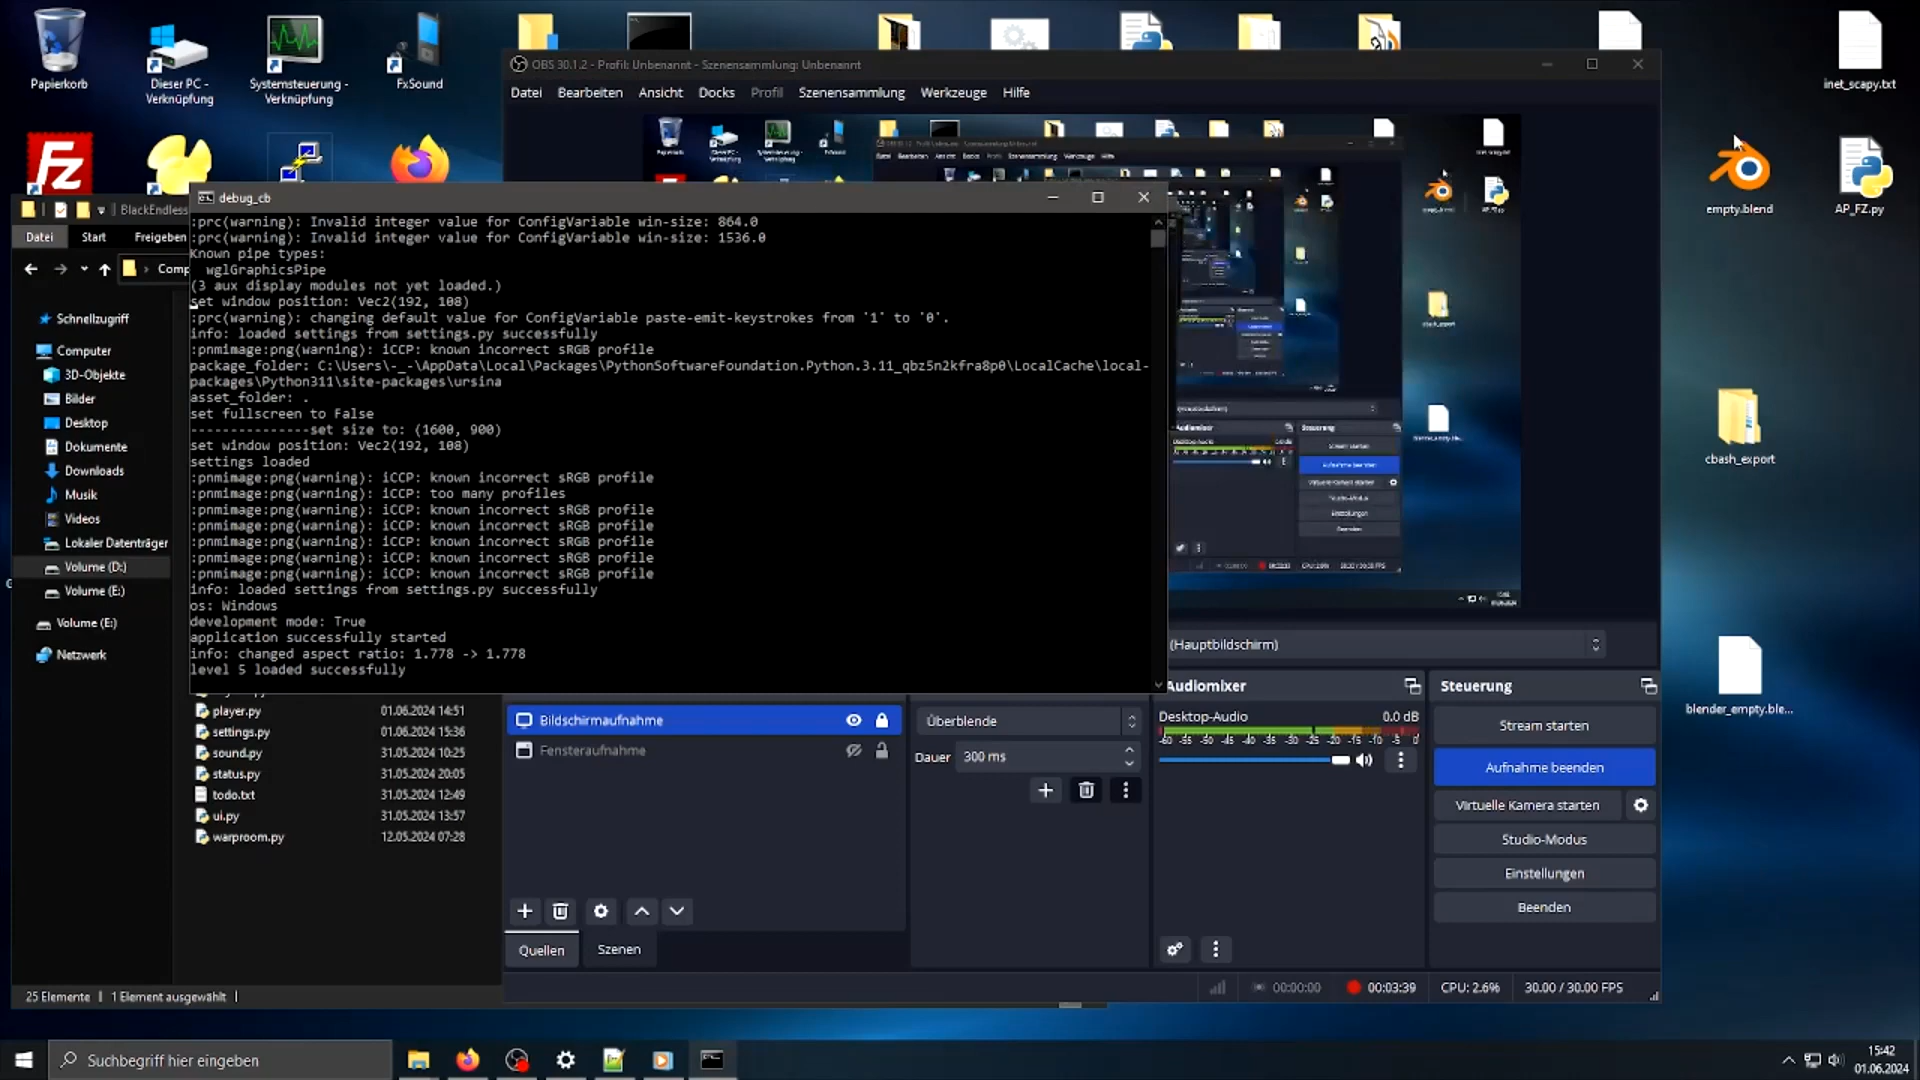 Papierkorb
Dieser PC -
Verknüpfung
Systemsteuerung -
Verknüpfung
FxSound
inet_scapy.txt
empty.blend
AP_FZ.py
cbash_export
blender_empty.ble...
OBS 30.1.2 - Profil: Unbenannt - Szenensammlung: Unbenannt
Datei Bearbeiten Ansicht Docks Profil Szenensammlung Werkzeuge Hilfe
BlackEndless
Datei Start Freigeben
Comp
Schnellzugriff
Computer
3D-Objekte
Bilder
Desktop
Dokumente
Downloads
Musik
Videos
Lokaler Datenträger
Volume (D:)
Volume (E:)
Volume (E:)
Netzwerk
debug_cb
:prc(warning): Invalid integer value for ConfigVariable win-size: 864.0
:prc(warning): Invalid integer value for ConfigVariable win-size: 1536.0
Known pipe types:
wglGraphicsPipe
(3 aux display modules not yet loaded.)
set window position: Vec2(192, 108)
:prc(warning): changing default value for ConfigVariable paste-emit-keystrokes from '1' to '0'.
info: loaded settings from settings.py successfully
:pnmimage:png(warning): iCCP: known incorrect sRGB profile
package_folder: C:\Users\-_-\AppData\Local\Packages\PythonSoftwareFoundation.Python.3.11_qbz5n2kfra8p0\LocalCache\local-
packages\Python311\site-packages\ursina
asset_folder: .
set fullscreen to False
---------------set size to: (1600, 900)
set window position: Vec2(192, 108)
settings loaded
:pnmimage:png(warning): iCCP: known incorrect sRGB profile
:pnmimage:png(warning): iCCP: too many profiles
:pnmimage:png(warning): iCCP: known incorrect sRGB profile
:pnmimage:png(warning): iCCP: known incorrect sRGB profile
:pnmimage:png(warning): iCCP: known incorrect sRGB profile
:pnmimage:png(warning): iCCP: known incorrect sRGB profile
:pnmimage:png(warning): iCCP: known incorrect sRGB profile
info: loaded settings from settings.py successfully
os: Windows
development mode: True
application successfully started
info: changed aspect ratio: 1.778 -> 1.778
level 5 loaded successfully
player.py 01.06.2024 14:51
settings.py 01.06.2024 15:36
sound.py 31.05.2024 10:25
status.py 31.05.2024 20:05
todo.txt 31.05.2024 12:49
ui.py 31.05.2024 13:57
warproom.py 12.05.2024 07:28
25 Elemente 1 Element ausgewählt
(Hauptbildschirm)
Bildschirmaufnahme
Fensteraufnahme
Quellen Szenen
Überblende
Dauer 300 ms
Audiomixer
Desktop-Audio 0.0 dB
-60 -55 -50 -45 -40 -35 -30 -25 -20 -15 -10 -5 0
Steuerung
Stream starten
Aufnahme beenden
Virtuelle Kamera starten
Studio-Modus
Einstellungen
Beenden
00:00:00 00:03:39 CPU: 2.6% 30.00 / 30.00 FPS
Suchbegriff hier eingeben
15:42
01.06.2024